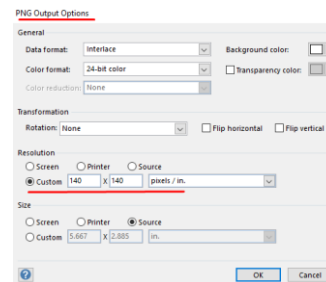 PNG Output Options
General
Data format: Interlace Background color:
Color format: 24-bit color Transparency color:
Color reduction: None
Transformation
Rotation: None Flip horizontal Flip vertical
Resolution
Screen Printer Source
Custom 140 X 140 pixels / in.
Size
Screen Printer Source
Custom 5.667 X 2.885 in.
? OK Cancel